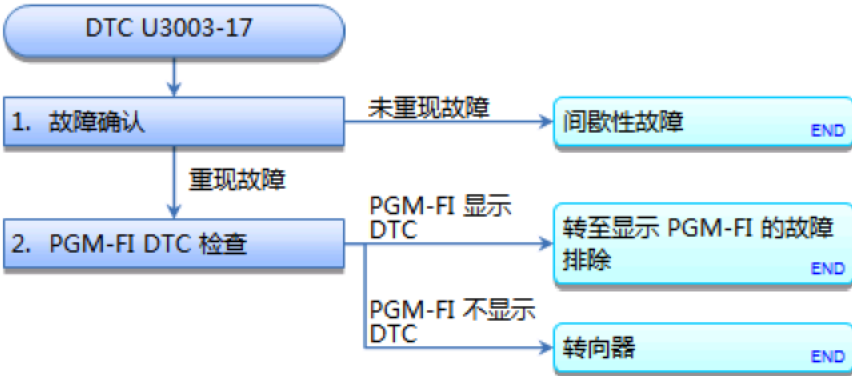 DTC U3003-17
1. 故障确认
未重现故障
间歇性故障
END
重现故障
2. PGM-FI DTC 检查
PGM-FI 显示
DTC
转至显示 PGM-FI 的故障
排除
END
PGM-FI 不显示
DTC
转向器
END